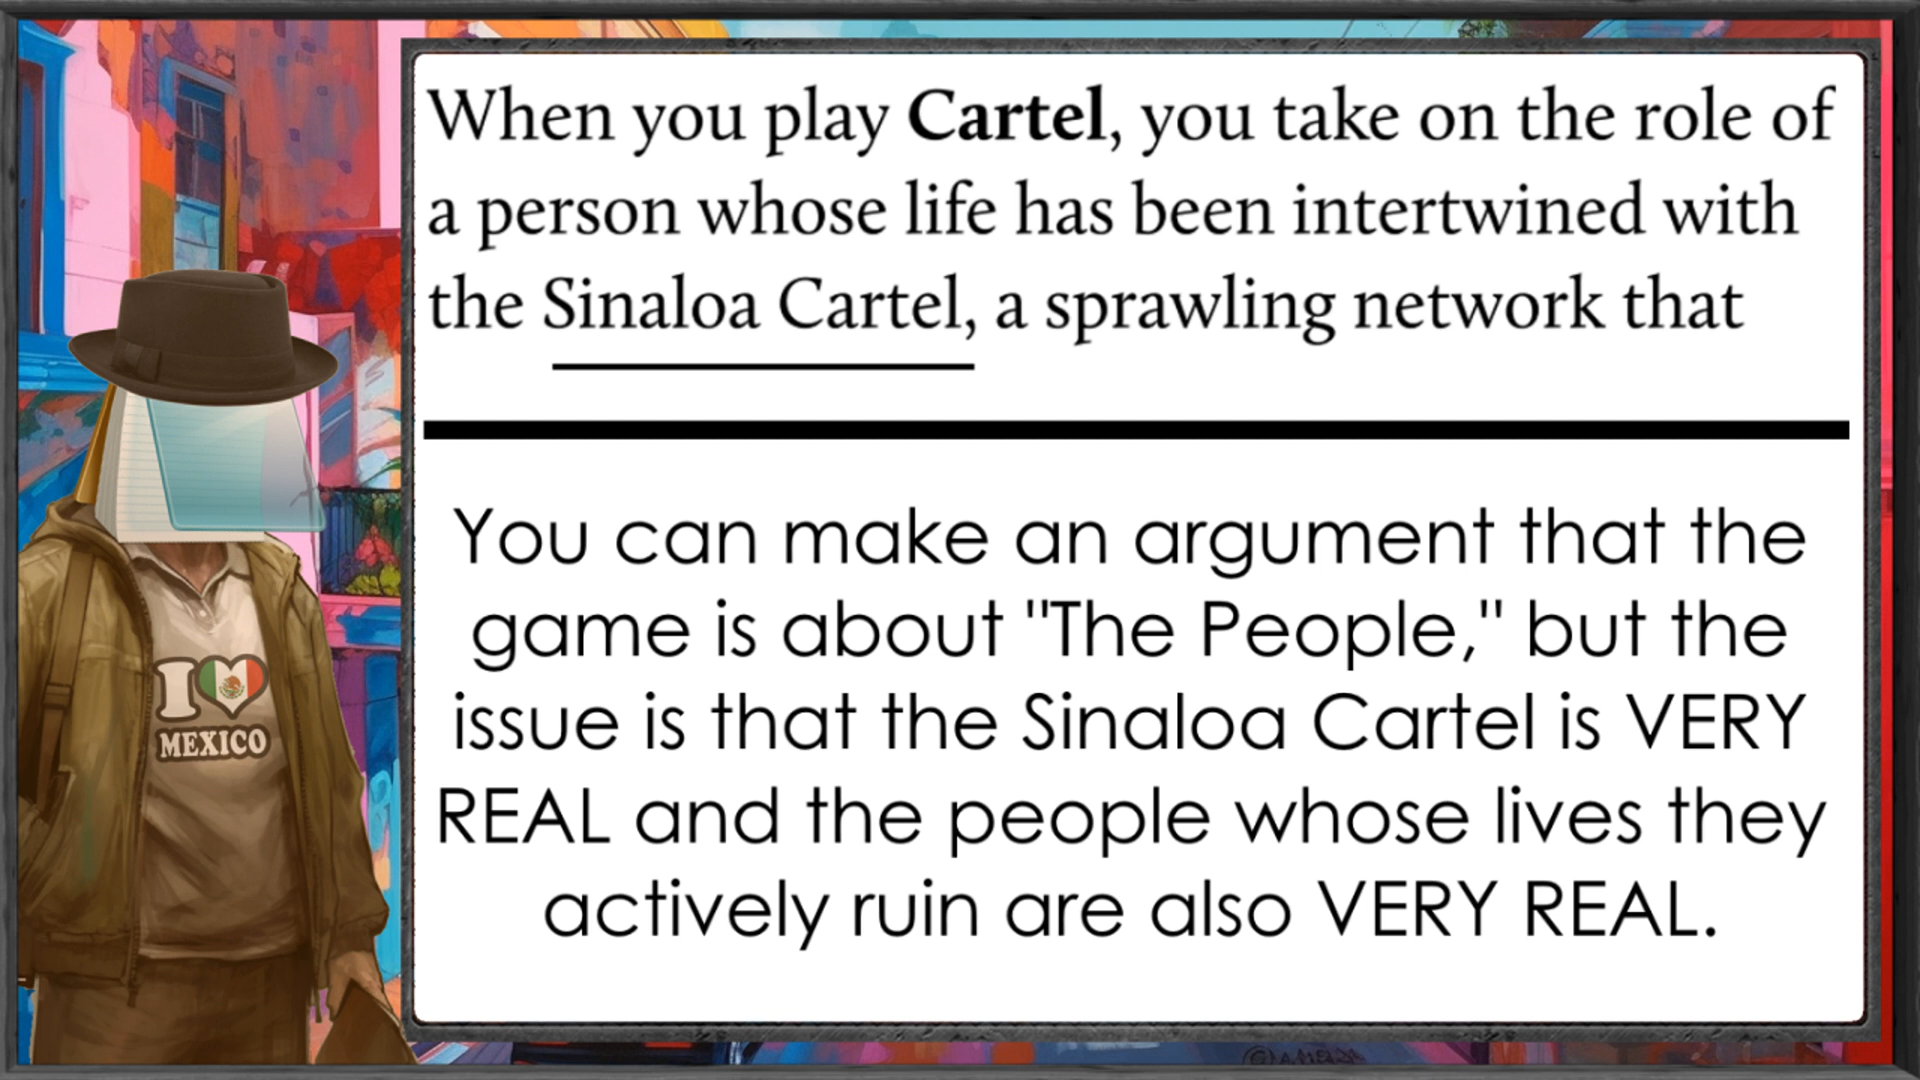 When you play Cartel, you take on the role of
a person whose life has been intertwined with
the Sinaloa Cartel, a sprawling network that
You can make an argument that the
game is about "The People," but the
issue is that the Sinaloa Cartel is VERY
REAL and the people whose lives they
actively ruin are also VERY REAL.
I
MEXICO